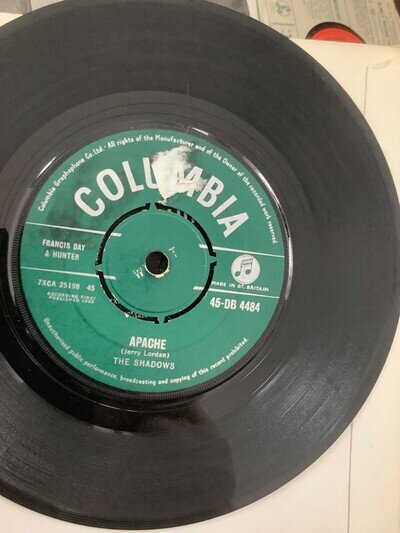 Columbia Graphophone Co. Ltd. · All rights of the Manufacturer and of the Owner of the recorded work reserved.
COLUMBIA
FRANCIS DAY
& HUNTER
MADE IN GT. BRITAIN
7XCA 25198 45
45-DB 4484
RECORDING FIRST
PUBLISHED 1960
APACHE
(Jerry Lordan)
THE SHADOWS
Unauthorised public performance, broadcasting and copying of this record prohibited.